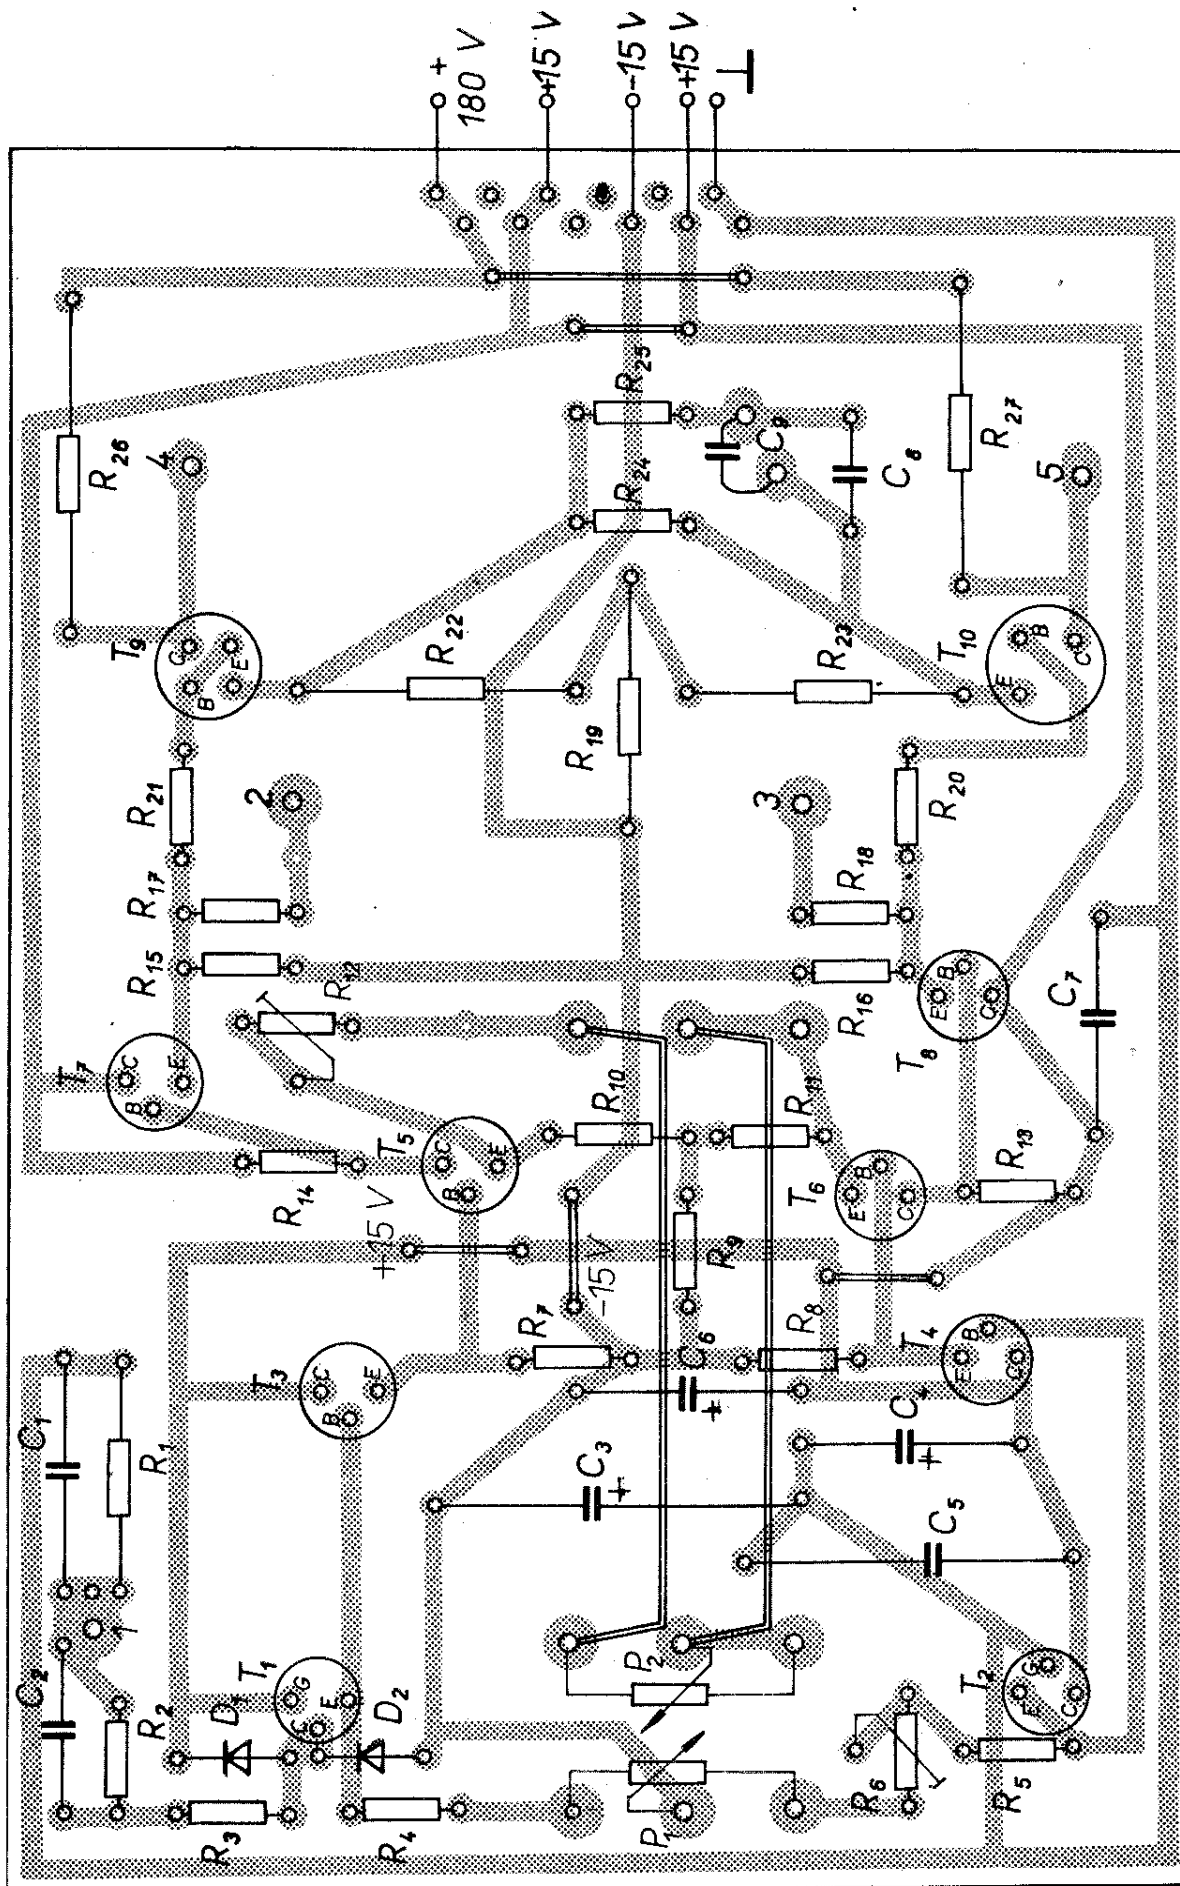 +
180 V
+15 V
-15 V
+15 V
R26
4
R25
R24
C9
C8
R27
5
T9
C
B
E
R22
R23
T10
E
B
C
R19
R21
2
3
R20
R17
R18
R15
R12
R16
T7
C
B
E
T8
E
B
C
C7
R14
T5
C
B
E
R10
R11
T6
E
B
C
R13
+15 V
-15 V
R9
R7
C6
+
R8
T4
E
B
C
C1
R1
T3
C
B
E
C3
+
C4
+
C5
1
C2
R2
D1
T1
G
E
C
D2
P2
T2
E
G
C
R3
R4
P1
R6
R5